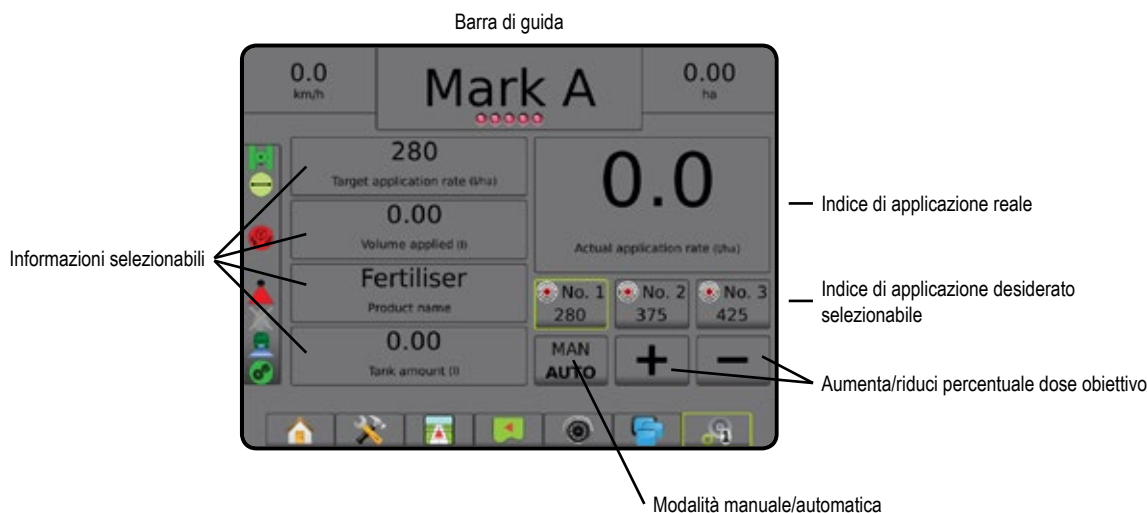 Barra di guida
0.0
km/h
Mark A
0.00
ha
280
Target application rate (l/ha)
0.00
Volume applied (l)
Fertiliser
Product name
0.00
Tank amount (l)
0.0
Actual application rate (l/ha)
No. 1
280
No. 2
375
No. 3
425
MAN
AUTO
+
−
1
Informazioni selezionabili
Indice di applicazione reale
Indice di applicazione desiderato
selezionabile
Aumenta/riduci percentuale dose obiettivo
Modalità manuale/automatica